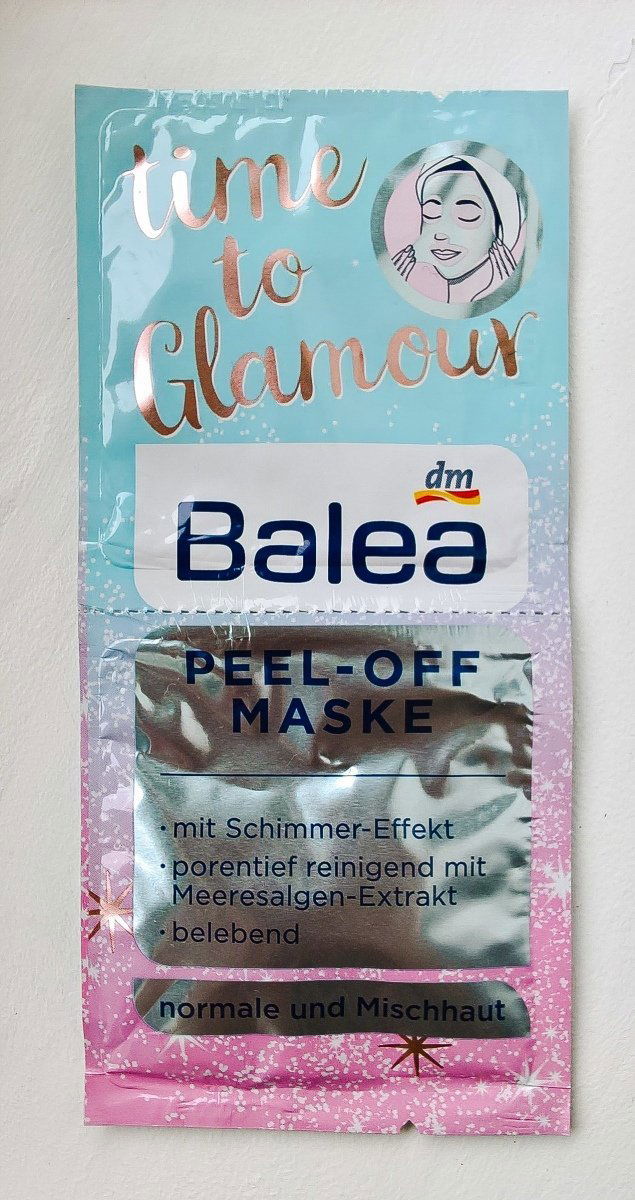 time
to
Glamour
dm
Balea
PEEL-OFF
MASKE
· mit Schimmer-Effekt
· porentief reinigend mit
Meeresalgen-Extrakt
· belebend
normale und Mischhaut